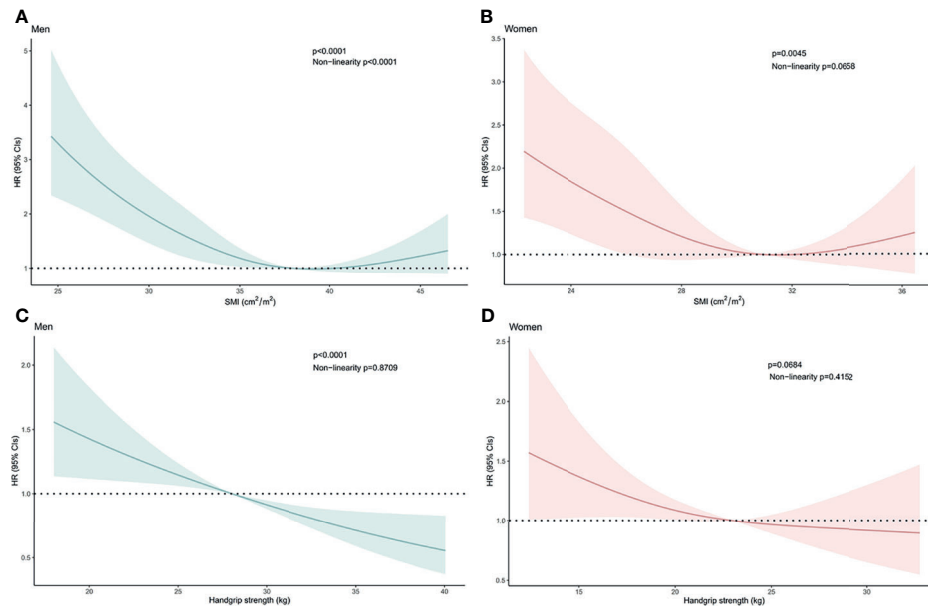 A
Men
p<0.0001
Non-linearity p<0.0001
HR (95% CIs)
5
4
3
2
1
25
30
35
40
45
SMI (cm²/m²)
B
Women
p=0.0045
Non-linearity p=0.0658
HR (95% CIs)
3.5
3.0
2.5
2.0
1.5
1.0
24
28
32
36
SMI (cm²/m²)
C
Men
p<0.0001
Non-linearity p=0.8709
HR (95% CIs)
2.0
1.5
1.0
0.5
20
25
30
35
40
Handgrip strength (kg)
D
Women
p=0.0684
Non-linearity p=0.4152
HR (95% CIs)
2.5
2.0
1.5
1.0
0.5
15
20
25
30
Handgrip strength (kg)